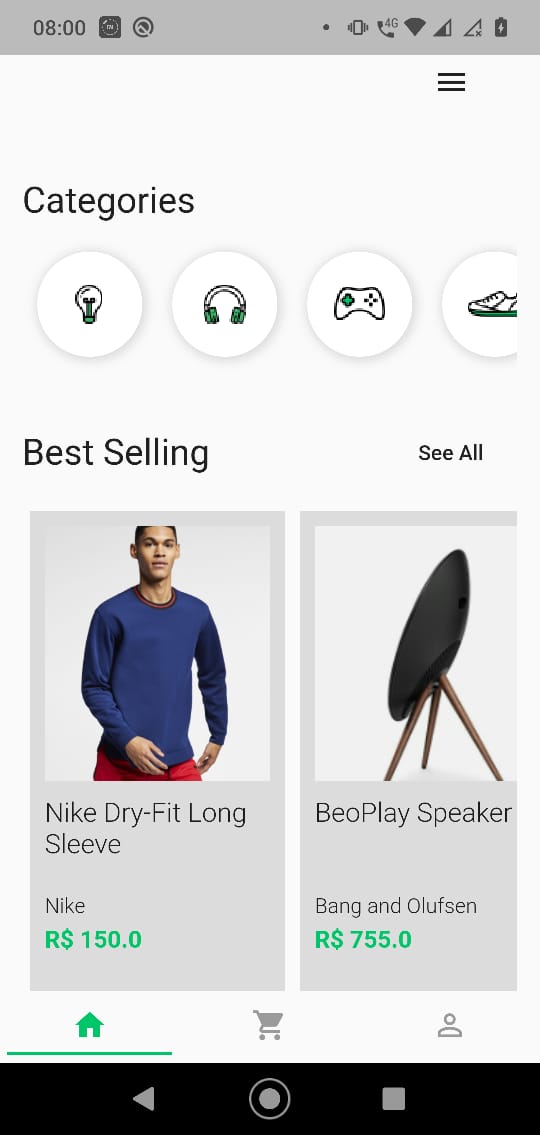 08:00
4G
Categories
Best Selling
See All
Nike Dry-Fit Long
Sleeve
Nike
R$ 150.0
BeoPlay Speaker
Bang and Olufsen
R$ 755.0